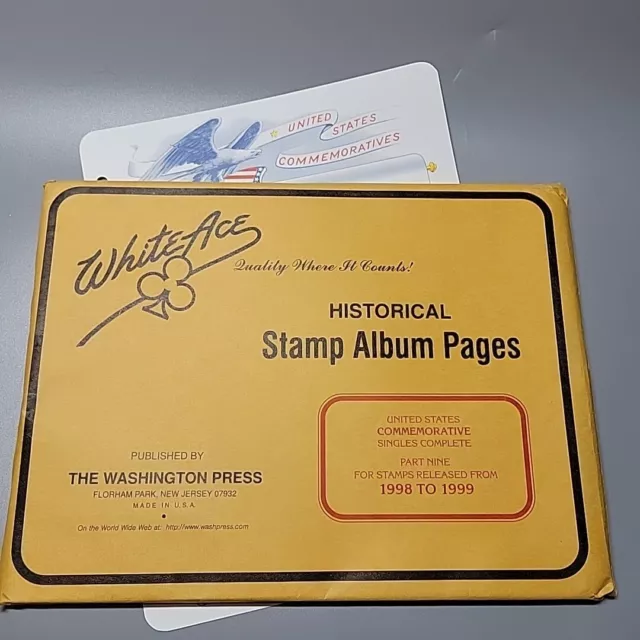 UNITED STATES
COMMEMORATIVES
WhiteAce
Quality Where It Counts!
HISTORICAL
Stamp Album Pages
UNITED STATES
COMMEMORATIVE
SINGLES COMPLETE
PART NINE
FOR STAMPS RELEASED FROM
1998 TO 1999
PUBLISHED BY
THE WASHINGTON PRESS
FLORHAM PARK, NEW JERSEY 07932
MADE IN U.S.A.
On the World Wide Web at: http://www.washpress.com